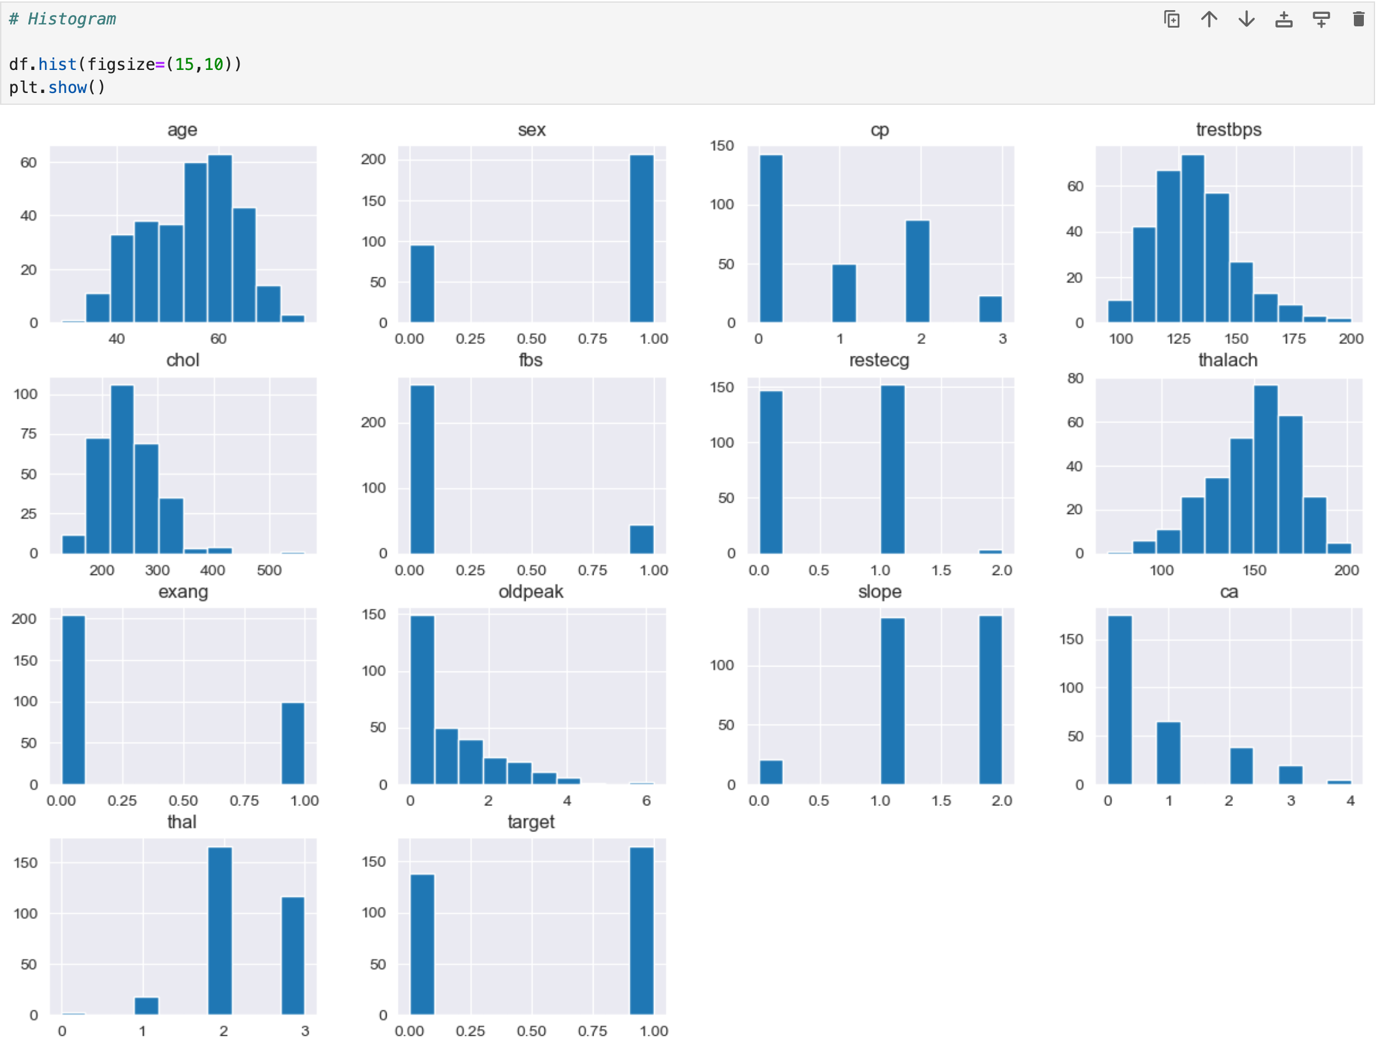 # Histogram
df.hist(figsize=(15,10))
plt.show()
age
sex
cp
trestbps
60
40
20
0
40 60
200
150
100
50
0
0.00 0.25 0.50 0.75 1.00
150
100
50
0
0 1 2 3
60
40
20
0
100 125 150 175 200
chol
fbs
restecg
thalach
100
75
50
25
0
200 300 400 500
200
100
0
0.00 0.25 0.50 0.75 1.00
150
100
50
0
0.0 0.5 1.0 1.5 2.0
80
60
40
20
0
100 150 200
exang
oldpeak
slope
ca
200
150
100
50
0
0.00 0.25 0.50 0.75 1.00
150
100
50
0
0 2 4 6
100
50
0
0.0 0.5 1.0 1.5 2.0
150
100
50
0
0 1 2 3 4
thal
target
150
100
50
0
0 1 2 3
150
100
50
0
0.00 0.25 0.50 0.75 1.00